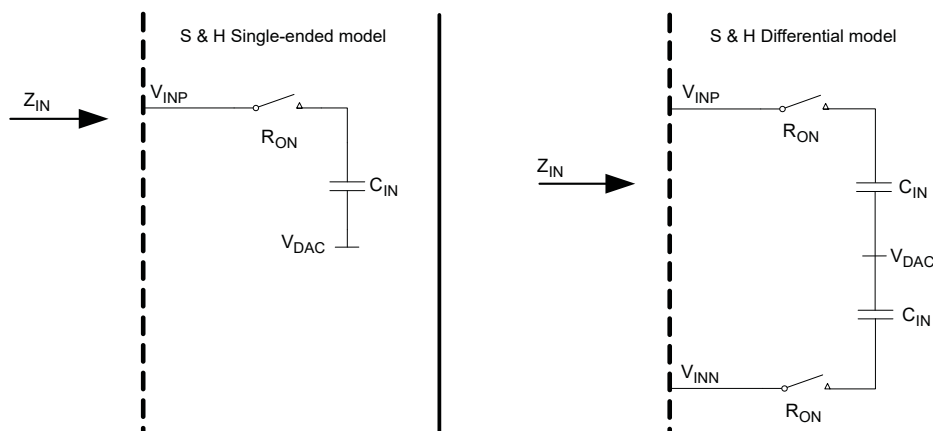 S & H Single-ended model
V_INP
Z_IN
R_ON
C_IN
V_DAC
S & H Differential model
V_INP
R_ON
Z_IN
C_IN
V_DAC
C_IN
V_INN
R_ON